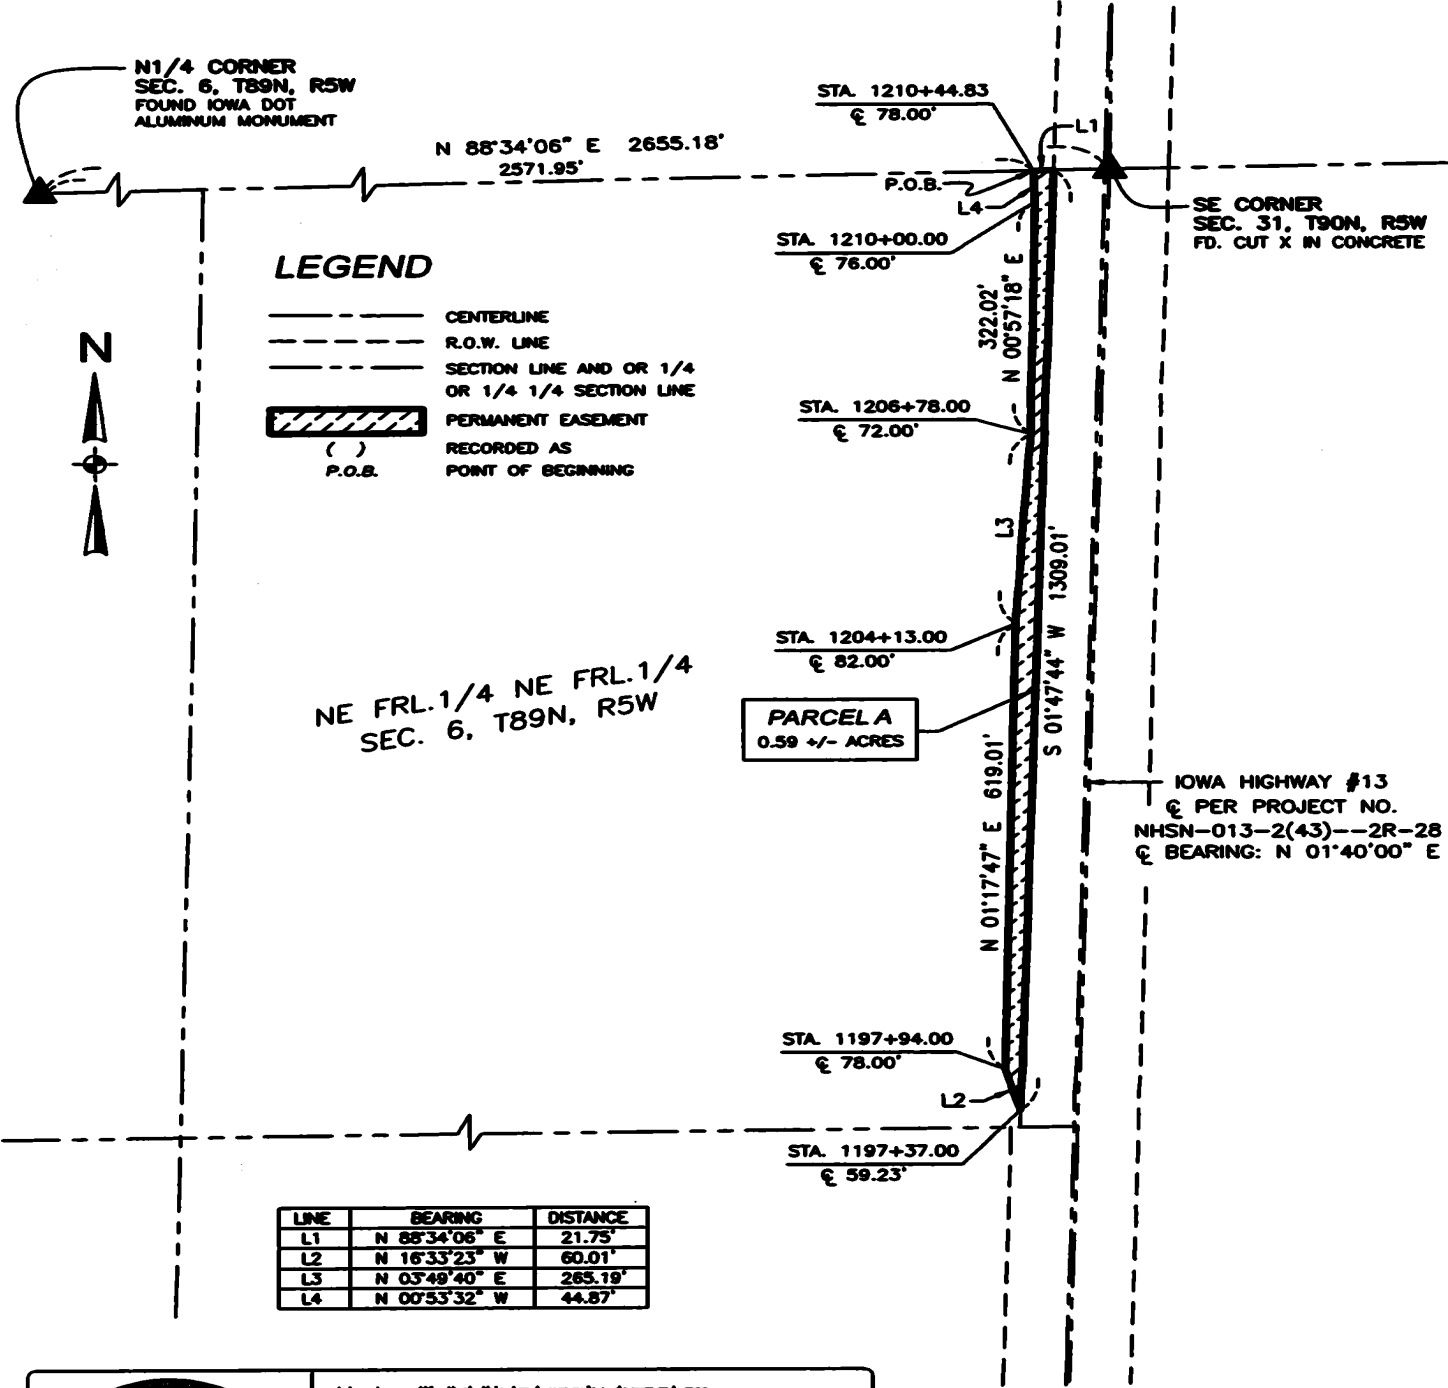 N1/4 CORNER
SEC. 6, T89N, R5W
FOUND IOWA DOT
ALUMINUM MONUMENT
N 88°34'06" E 2655.18'
2571.95'
STA. 1210+44.83
℄ 78.00'
L1
P.O.B.
L4
STA. 1210+00.00
℄ 76.00'
SE CORNER
SEC. 31, T90N, R5W
FD. CUT X IN CONCRETE
LEGEND
CENTERLINE
R.O.W. LINE
SECTION LINE AND OR 1/4
OR 1/4 1/4 SECTION LINE
PERMANENT EASEMENT
( ) RECORDED AS
P.O.B. POINT OF BEGINNING
N
322.02'
N 00°57'18" E
STA. 1206+78.00
℄ 72.00'
L3
S 01°47'44" W 1309.01'
STA. 1204+13.00
℄ 82.00'
NE FRL.1/4 NE FRL.1/4
SEC. 6, T89N, R5W
PARCEL A
0.59 +/- ACRES
N 01°17'47" E 619.01'
IOWA HIGHWAY #13
℄ PER PROJECT NO.
NHSN-013-2(43)--2R-28
℄ BEARING: N 01°40'00" E
STA. 1197+94.00
℄ 78.00'
L2
STA. 1197+37.00
℄ 59.23'
LINE BEARING DISTANCE
L1 N 88°34'06" E 21.75'
L2 N 16°33'23" W 60.01'
L3 N 03°49'40" E 265.19'
L4 N 00°53'32" W 44.87'